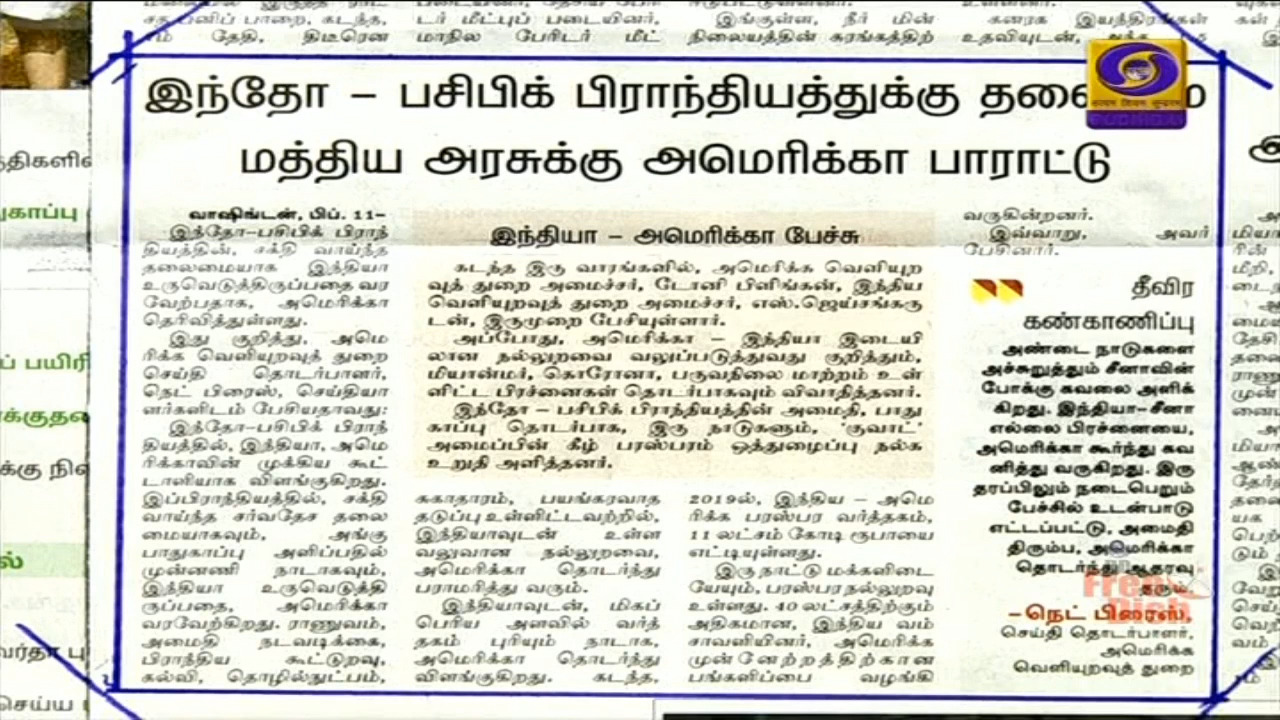 இந்தோ – பசிபிக் பிராந்தியத்துக்கு
மத்திய அரசுக்கு அமெரிக்கா பாராட்டு
வாஷிங்டன், பிப். 11–
இந்தோ–பசிபிக் பிராந்
தியத்தின், சக்தி வாய்ந்த
தலைமையாக இந்தியா
உருவெடுத்திருப்பதை வர
வேற்பதாக, அமெரிக்கா
தெரிவித்துள்ளது.
இது குறித்து, அமெ
ரிக்க வெளியுறவுத் துறை
செய்தி தொடர்பாளர்,
நெட் பிரைஸ், செய்தியா
ளர்களிடம் பேசியதாவது:
இந்தோ–பசிபிக் பிராந்
தியத்தில், இந்தியா, அமெ
ரிக்காவின் முக்கிய கூட்
டாளியாக விளங்குகிறது.
இப்பிராந்தியத்தில், சக்தி
வாய்ந்த சர்வதேச தலை
மையாகவும், அங்கு
பாதுகாப்பு அளிப்பதில்
முன்னணி நாடாகவும்,
இந்தியா உருவெடுத்தி
ருப்பதை, அமெரிக்கா
வரவேற்கிறது. ராணுவம்,
அமைதி நடவடிக்கை,
பிராந்திய கூட்டுறவு,
கல்வி, தொழில்நுட்பம்,
இந்தியா – அமெரிக்கா பேச்சு
கடந்த இரு வாரங்களில், அமெரிக்க வெளியுற
வுத் துறை அமைச்சர், டோனி பிளிங்கன், இந்திய
வெளியுறவுத் துறை அமைச்சர், எஸ்.ஜெய்சங்கரு
டன், இருமுறை பேசியுள்ளார்.
அப்போது, அமெரிக்கா – இந்தியா இடையி
லான நல்லுறவை வலுப்படுத்துவது குறித்தும்,
மியான்மர், கொரோனா, பருவநிலை மாற்றம் உள்
ளிட்ட பிரச்னைகள் தொடர்பாகவும் விவாதித்தனர்.
இந்தோ – பசிபிக் பிராந்தியத்தின் அமைதி, பாது
காப்பு தொடர்பாக, இரு நாடுகளும், 'குவாட்'
அமைப்பின் கீழ் பரஸ்பரம் ஒத்துழைப்பு நல்க
உறுதி அளித்தனர்.
சுகாதாரம், பயங்கரவாத
தடுப்பு உள்ளிட்டவற்றில்,
இந்தியாவுடன் உள்ள
வலுவான நல்லுறவை,
அமெரிக்கா தொடர்ந்து
பராமரித்து வரும்.
இந்தியாவுடன், மிகப்
பெரிய அளவில் வர்த்
தகம் புரியும் நாடாக,
அமெரிக்கா தொடர்ந்து
விளங்குகிறது. கடந்த,
2019ல், இந்திய – அமெ
ரிக்க பரஸ்பர வர்த்தகம்,
11 லட்சம் கோடி ரூபாயை
எட்டியுள்ளது.
இரு நாட்டு மக்களிடை
யேயும், பரஸ்பர நல்லுறவு
உள்ளது. 40 லட்சத்திற்கும்
அதிகமான, இந்திய வம்
சாவளியினர், அமெரிக்க
முன்னேற்றத்திற்கான
பங்களிப்பை வழங்கி
வருகின்றனர்.
இவ்வாறு, அவர்
பேசினார்.
தீவிர
கண்காணிப்பு
அண்டை நாடுகளை
அச்சுறுத்தும் சீனாவின்
போக்கு கவலை அளிக்
கிறது. இந்தியா–சீனா
எல்லை பிரச்னையை,
அமெரிக்கா கூர்ந்து கவ
னித்து வருகிறது. இரு
தரப்பிலும் நடைபெறும்
பேச்சில் உடன்பாடு
எட்டப்பட்டு, அமைதி
திரும்ப, அமெரிக்கா
தொடர்ந்து ஆதரவு
தரும்.
–நெட் பிரைஸ்,
செய்தி தொடர்பாளர்,
அமெரிக்க
வெளியுறவுத் துறை